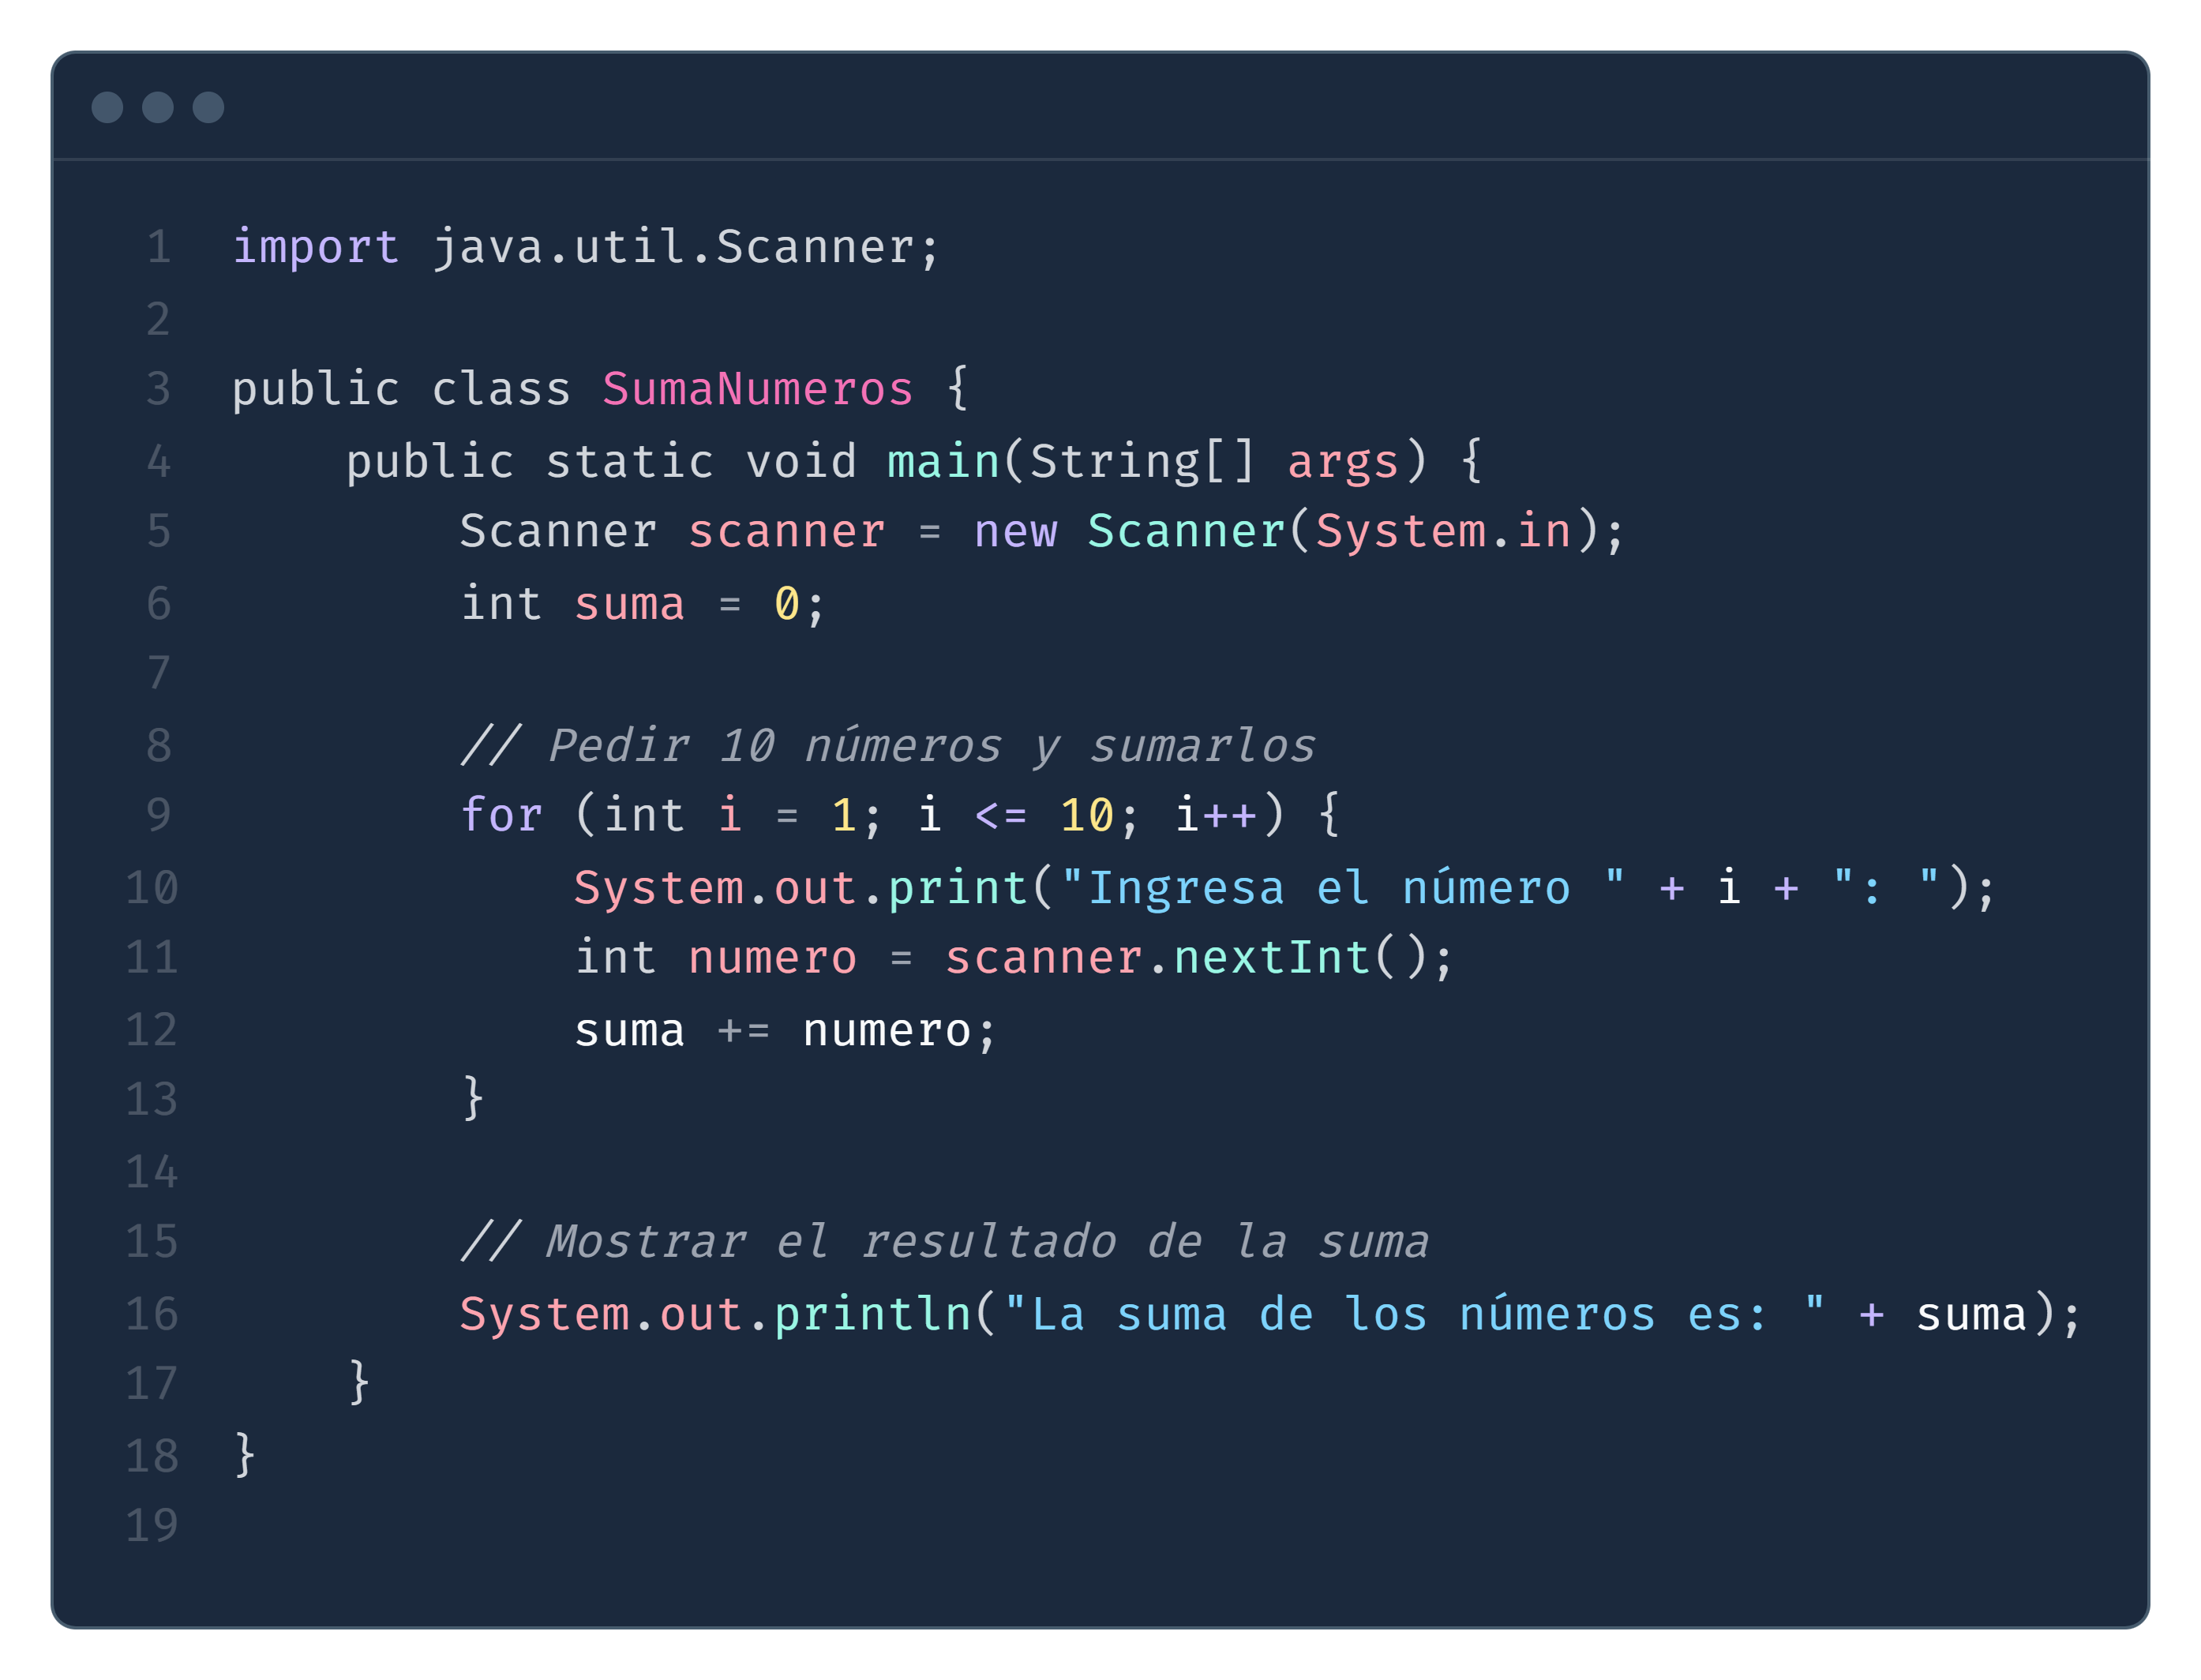 1 import java.util.Scanner;
2
3 public class SumaNumeros {
4     public static void main(String[] args) {
5         Scanner scanner = new Scanner(System.in);
6         int suma = 0;
7
8         // Pedir 10 números y sumarlos
9         for (int i = 1; i <= 10; i++) {
10             System.out.print("Ingresa el número " + i + ": ");
11             int numero = scanner.nextInt();
12             suma += numero;
13         }
14
15         // Mostrar el resultado de la suma
16         System.out.println("La suma de los números es: " + suma);
17     }
18 }
19